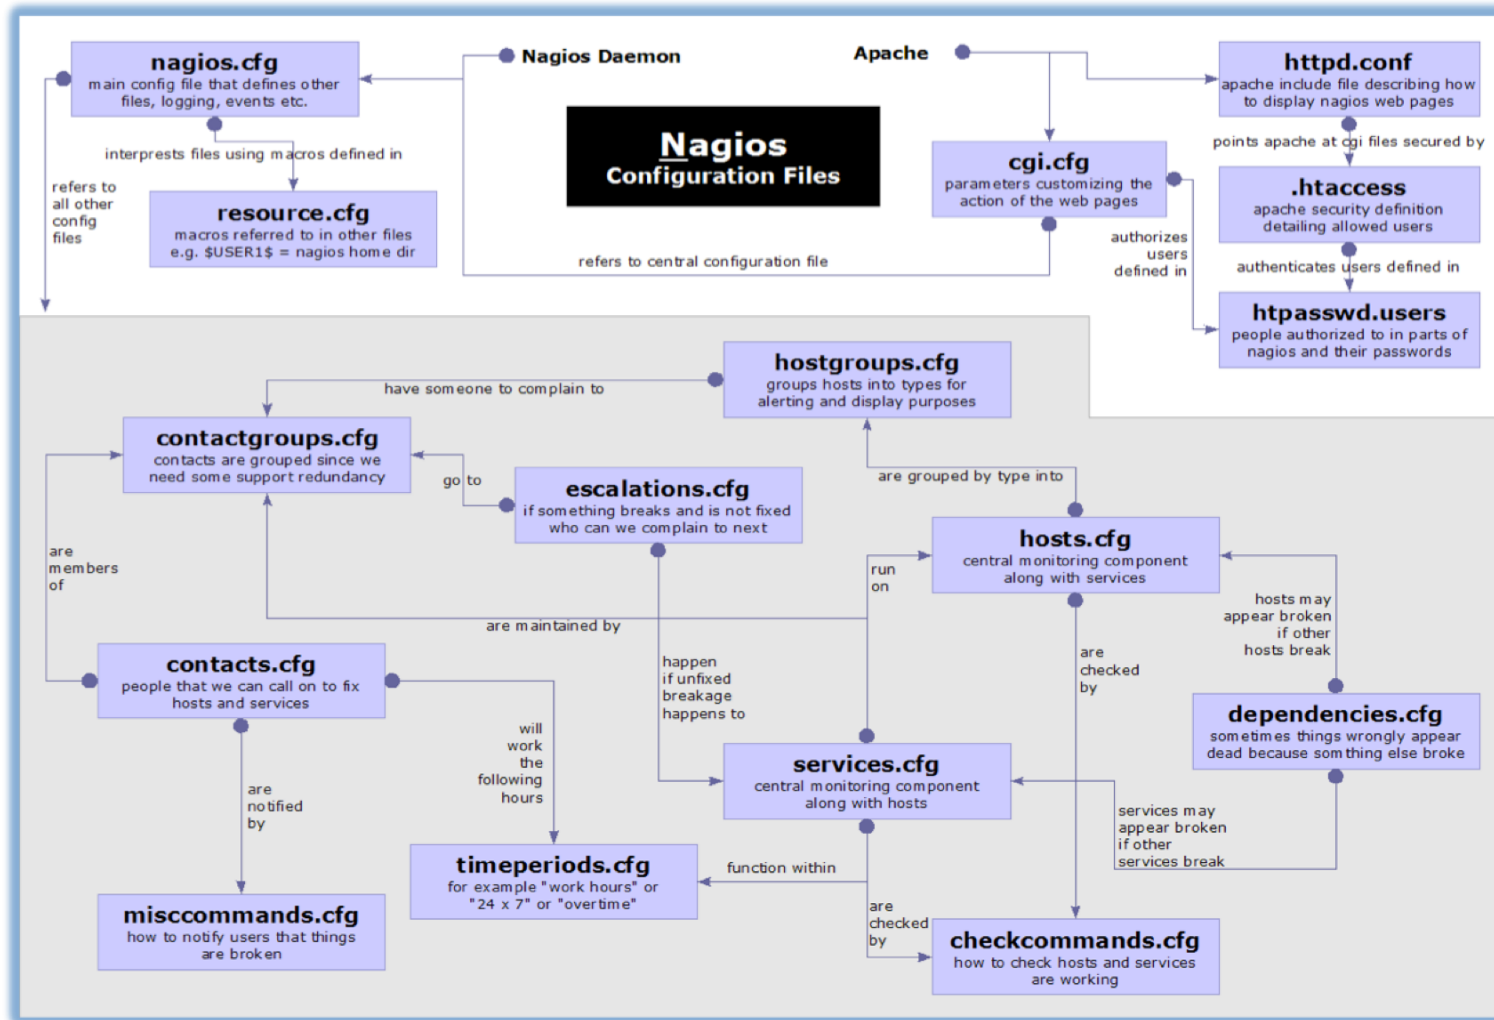 nagios.cfg
main config file that defines other
files, logging, events etc.
Nagios Daemon
Apache
httpd.conf
apache include file describing how
to display nagios web pages
Nagios
Configuration Files
interprests files using macros defined in
points apache at cgi files secured by
refers to
all other
config
files
resource.cfg
macros referred to in other files
e.g. $USER1$ = nagios home dir
cgi.cfg
parameters customizing the
action of the web pages
.htaccess
apache security definition
detailing allowed users
authorizes
users
defined in
refers to central configuration file
authenticates users defined in
htpasswd.users
people authorized to in parts of
nagios and their passwords
hostgroups.cfg
groups hosts into types for
alerting and display purposes
have someone to complain to
contactgroups.cfg
contacts are grouped since we
need some support redundancy
go to
escalations.cfg
if something breaks and is not fixed
who can we complain to next
are grouped by type into
hosts.cfg
central monitoring component
along with services
are
members
of
run
on
are maintained by
hosts may
appear broken
if other
hosts break
contacts.cfg
people that we can call on to fix
hosts and services
happen
if unfixed
breakage
happens to
are
checked
by
dependencies.cfg
sometimes things wrongly appear
dead because somthing else broke
will
work
the
following
hours
services.cfg
central monitoring component
along with hosts
are
notified
by
services may
appear broken
if other
services break
timeperiods.cfg
for example "work hours" or
"24 x 7" or "overtime"
function within
misccommands.cfg
how to notify users that things
are broken
are
checked
by
checkcommands.cfg
how to check hosts and services
are working